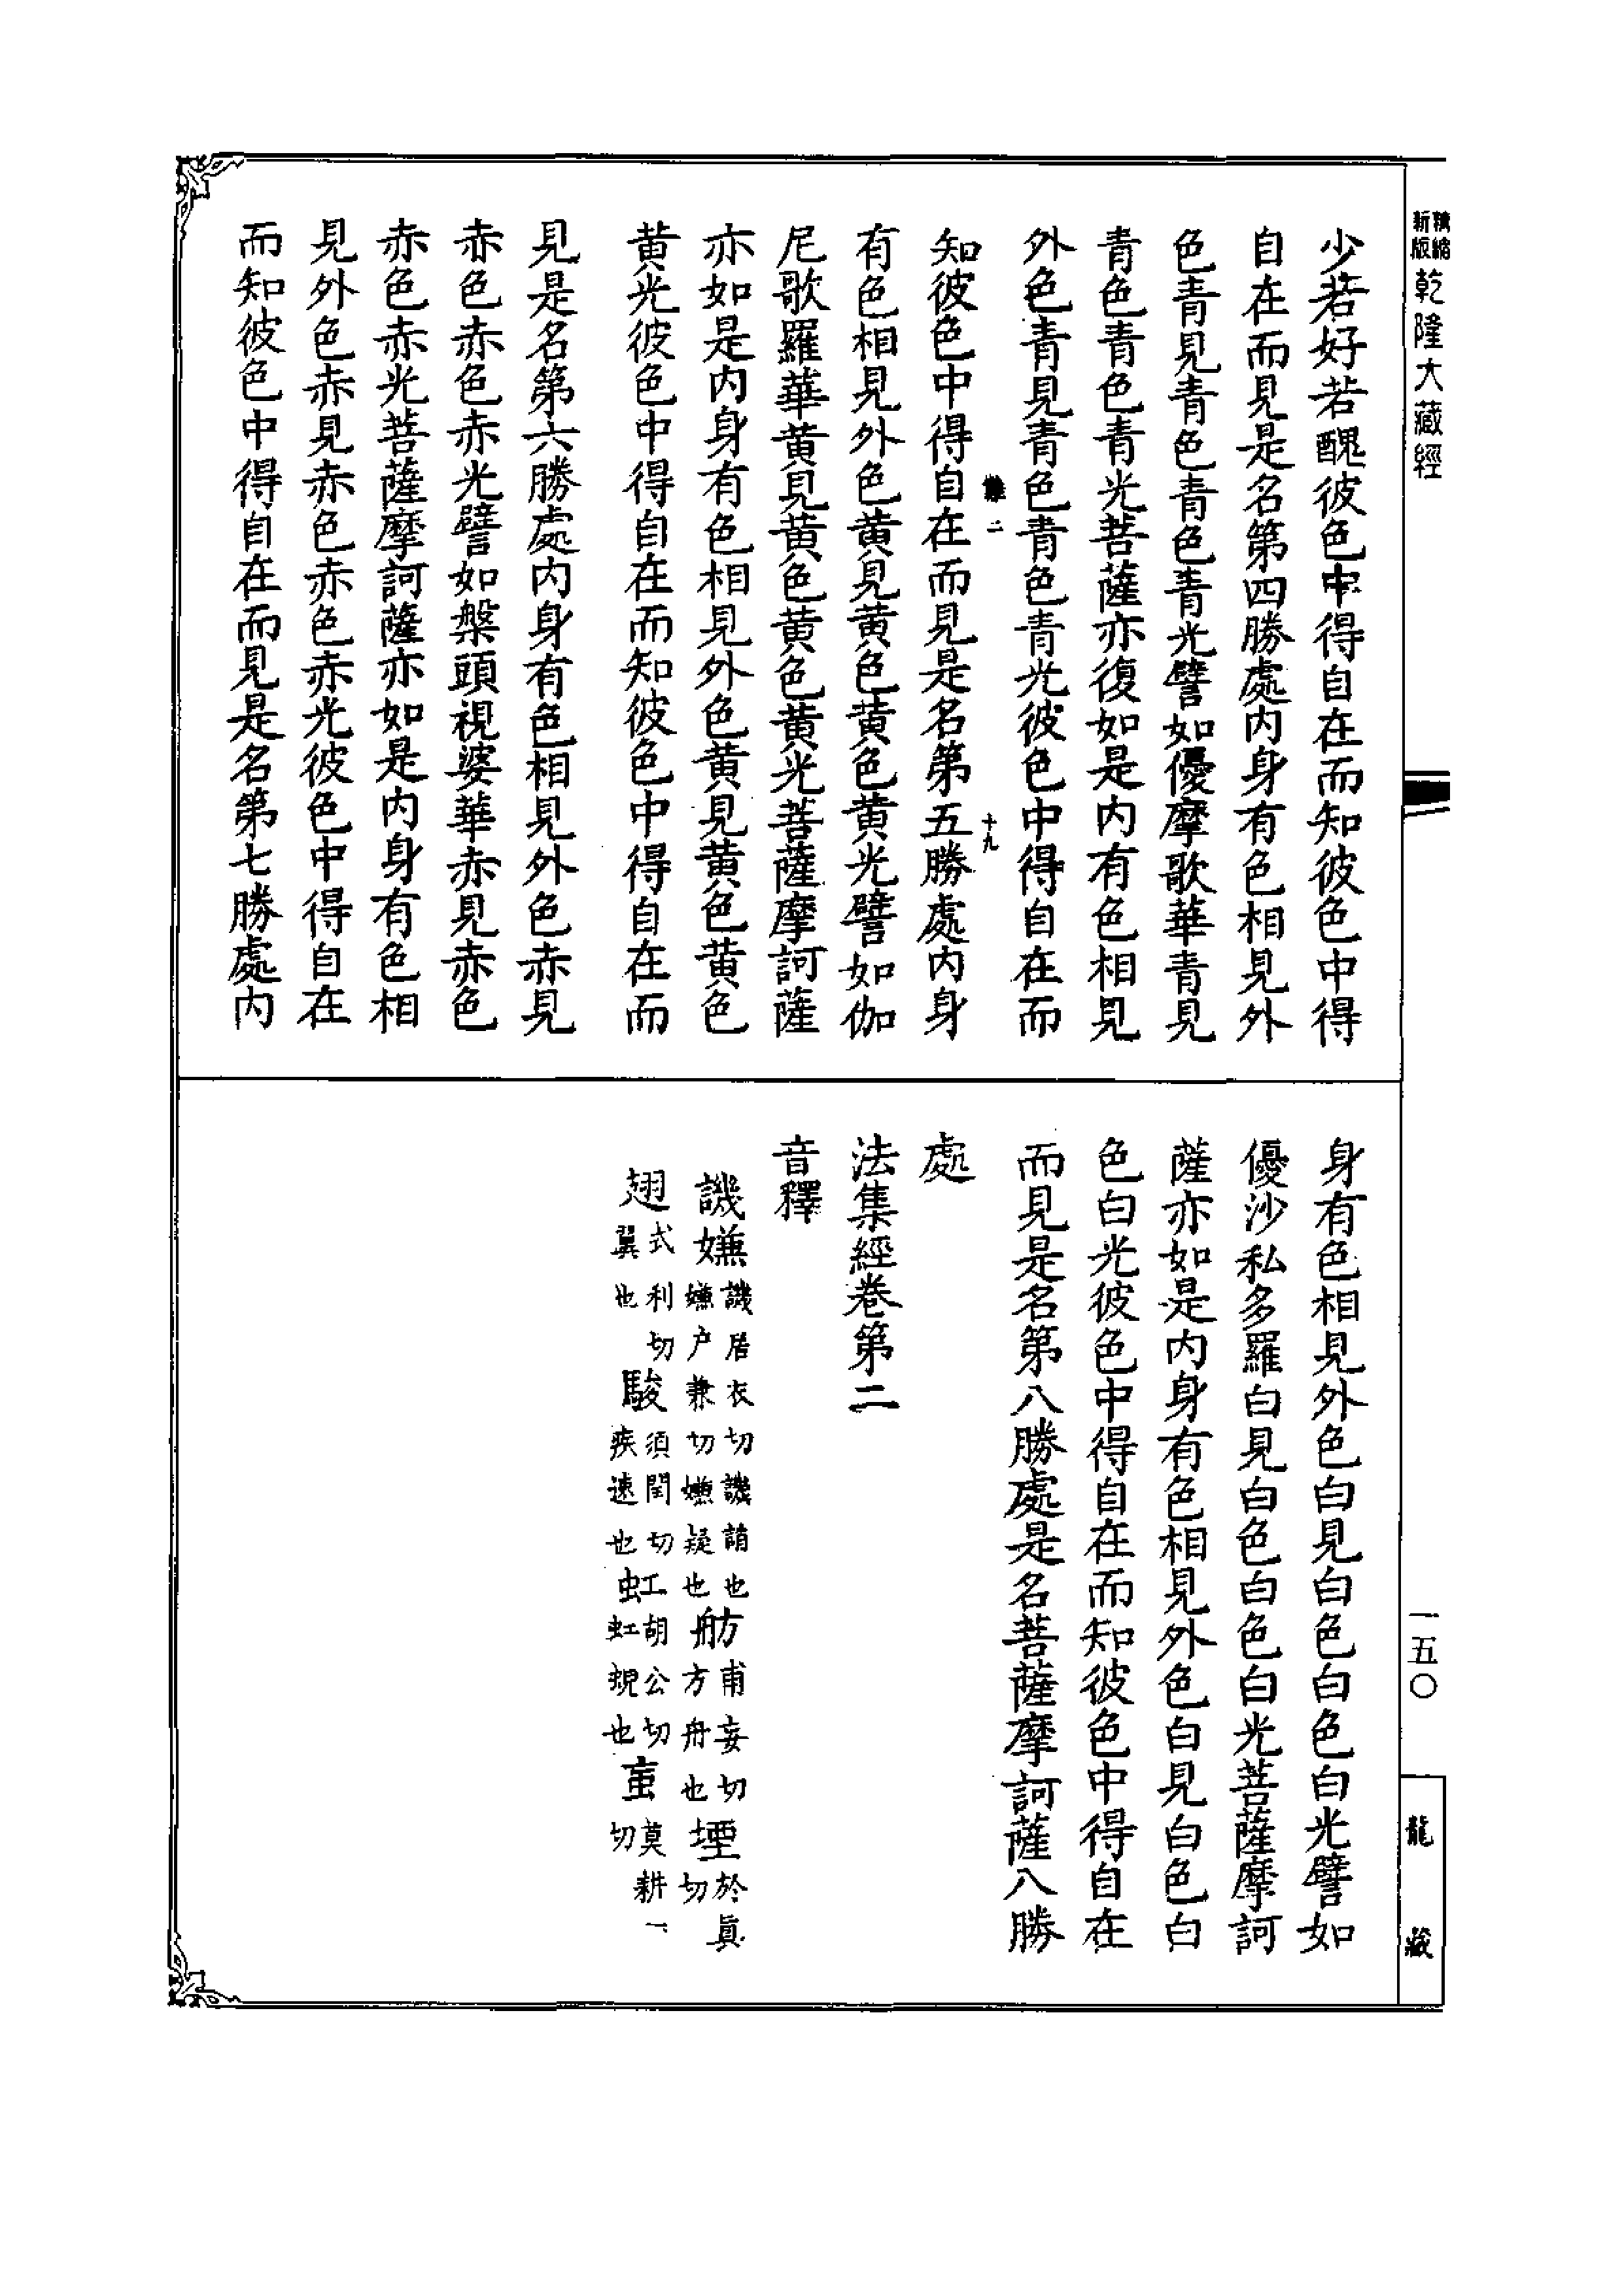 精縮新版乾隆大藏經
一五〇
龍藏
少若好若醜彼色中得自在而知彼色中得
自在而見是名第四勝處內身有色相見外
色青見青色青色青光譬如優摩歌華青見
青色青色青光菩薩亦復如是內有色相見
外色青見青色青色青光彼色中得自在而
二 十九
知彼色中得自在而見是名第五勝處內身
有色相見外色黃見黃色黃色黃光譬如伽
尼歌羅華黃見黃色黃色黃光菩薩摩訶薩
亦如是內身有色相見外色黃見黃色黃色
黃光彼色中得自在而知彼色中得自在而
見是名第六勝處內身有色相見外色赤見
赤色赤色赤光譬如槃頭視婆華赤見赤色
赤色赤光菩薩摩訶薩亦如是內身有色相
見外色赤見赤色赤色赤光彼色中得自在
而知彼色中得自在而見是名第七勝處內
身有色相見外色白見白色白色白光譬如
優沙私多羅白見白色白色白光菩薩摩訶
薩亦如是內身有色相見外色白見白色白
色白光彼色中得自在而知彼色中得自在
而見是名第八勝處是名菩薩摩訶薩八勝
處
法集經卷第二
音釋
譏嫌譏居衣切譏誚也嫌戶兼切嫌疑也舫甫妄切方舟也堙於真切
翅式利切翼也駿須閏切疾速也虹胡公切虹蜺也䖟莫耕切